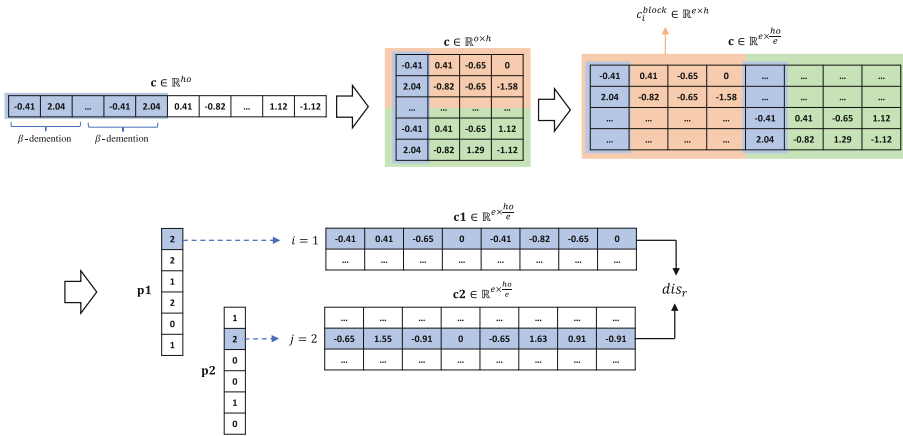 c_i^{block} ∈ ℝ^{e×h}
c ∈ ℝ^{ho}
c ∈ ℝ^{o×h}
c ∈ ℝ^{e×\frac{ho}{e}}
-0.41 2.04 ... -0.41 2.04 0.41 -0.82 ... 1.12 -1.12
β-demention β-demention
-0.41 0.41 -0.65 0
2.04 -0.82 -0.65 -1.58
... ... ... ...
-0.41 0.41 -0.65 1.12
2.04 -0.82 1.29 -1.12
-0.41 0.41 -0.65 0 ... ... ... ...
2.04 -0.82 -0.65 -1.58 ... ... ... ...
... ... ... ... -0.41 0.41 -0.65 1.12
... ... ... ... 2.04 -0.82 1.29 -1.12
p1
2
2
1
2
0
1
i = 1
c1 ∈ ℝ^{e×\frac{ho}{e}}
-0.41 0.41 -0.65 0 -0.41 -0.82 -0.65 0
... ... ... ... ... ... ... ...
p2
1
2
0
0
1
0
j = 2
c2 ∈ ℝ^{e×\frac{ho}{e}}
... ... ... ... ... ... ... ...
-0.65 1.55 -0.91 0 -0.65 1.63 0.91 -0.91
... ... ... ... ... ... ... ...
dis_r